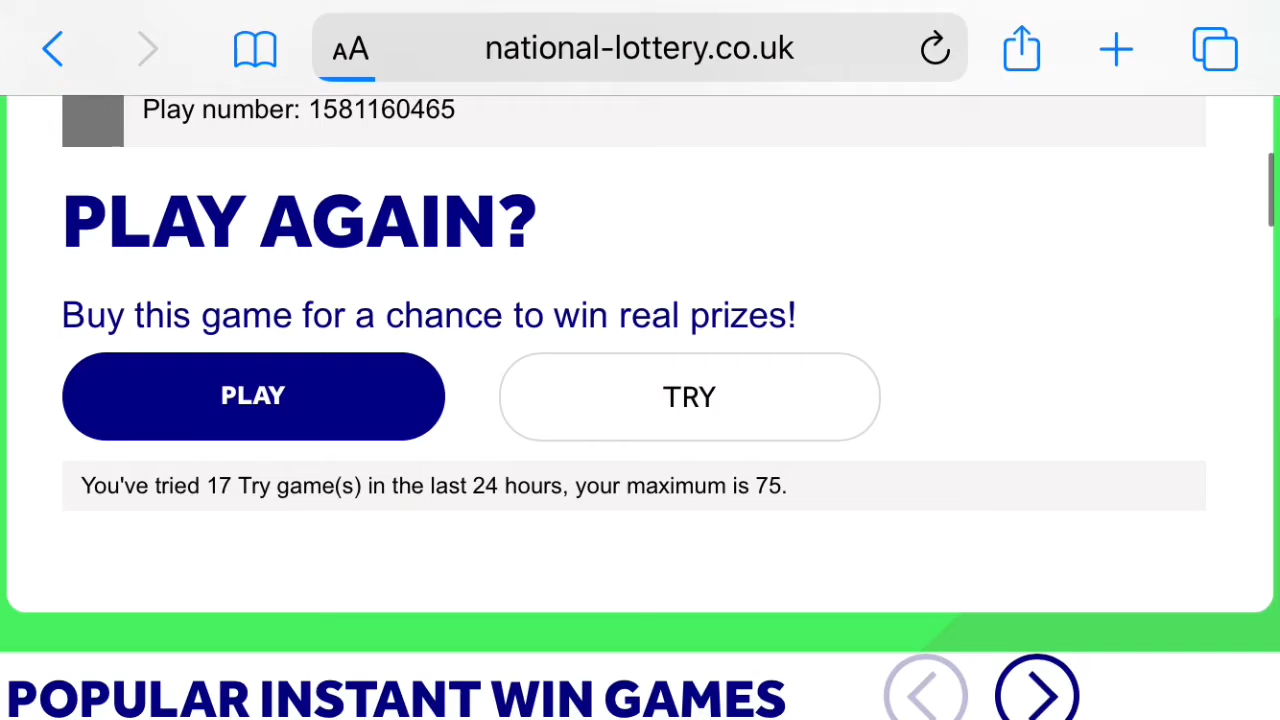 AA national-lottery.co.uk
Play number: 1581160465
PLAY AGAIN?
Buy this game for a chance to win real prizes!
PLAY TRY
You've tried 17 Try game(s) in the last 24 hours, your maximum is 75.
POPULAR INSTANT WIN GAMES